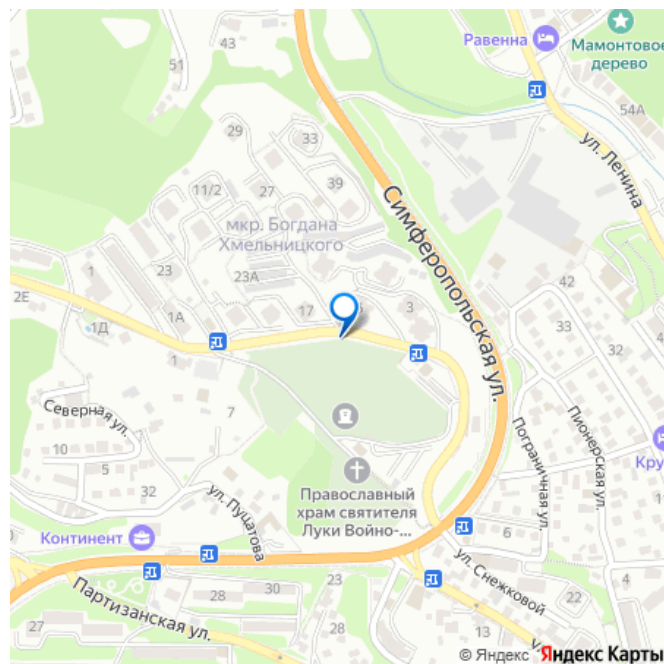 43
Равенна
Мамонтовое
дерево
51
54А
ул. Ленина
29
33
39
11/2
27
Симферопольская ул.
мкр. Богдана
Хмельницкого
1
23
23А
42
2Е
1А
17
3
33
1Д
32
1
Северная ул.
7
Пограничная ул.
Пионерская ул.
10
5
32
Кру
Православный
храм святителя
Луки Войно-...
ул. Пуцатова
Континент
6
ул. Снежковой
Партизанская ул.
28
30
23
28
22
4
27
13
© Яндекс
Яндекс Карты